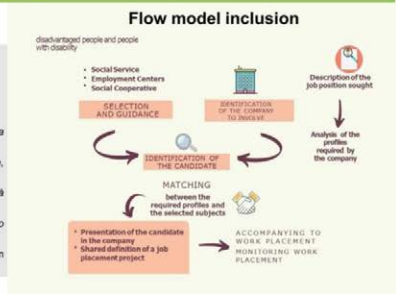 Flow model inclusion
disadvantaged people and people
with disability
• Social Service
• Employment Centers
• Social Cooperative
SELECTION
AND GUIDANCE
IDENTIFICATION
OF THE COMPANY
TO INVOLVE
Description of the
job position sought
Analysis of the
profiles
required by
the company
IDENTIFICATION OF
THE CANDIDATE
MATCHING
between the
required profiles and
the selected subjects
• Presentation of the candidate
in the company
• Shared definition of a job
placement project
ACCOMPANYING TO
WORK PLACEMENT
MONITORING WORK
PLACEMENT